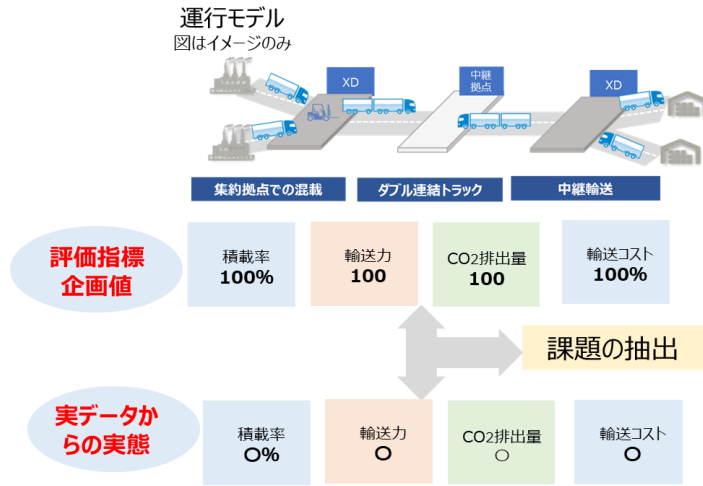 運行モデル
図はイメージのみ
XD
中継
拠点
XD
集約拠点での混載
ダブル連結トラック
中継輸送
評価指標
企画値
積載率
100%
輸送力
100
CO2排出量
100
輸送コスト
100%
課題の抽出
実データか
らの実態
積載率
〇%
輸送力
〇
CO2排出量
〇
輸送コスト
〇